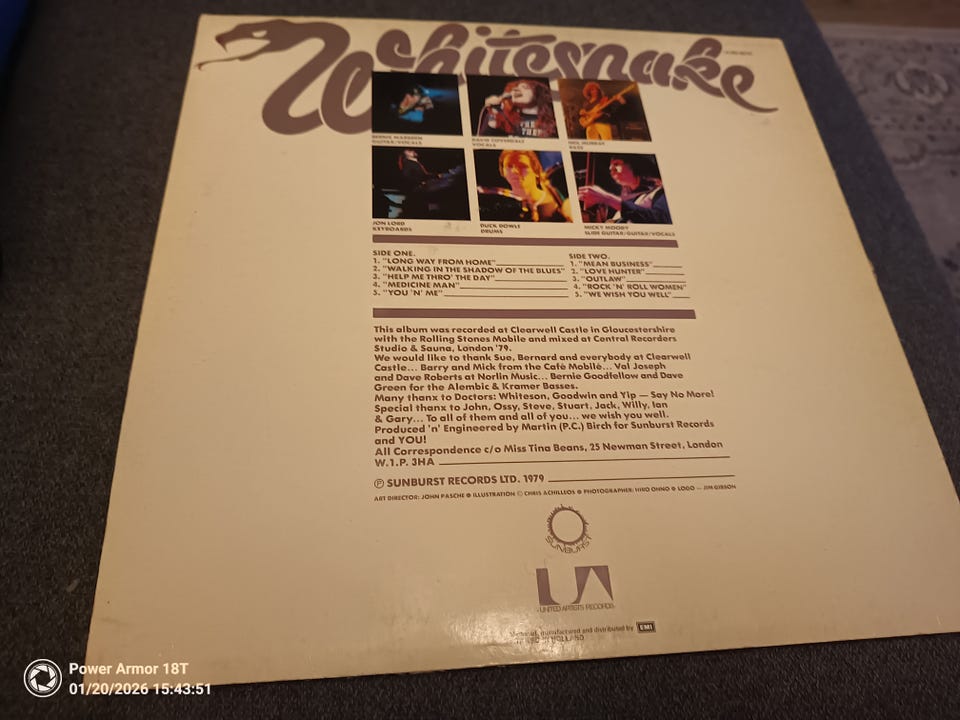 Whitesnake
BERNIE MARSDEN
GUITAR/VOCALS
DAVID COVERDALE
VOCALS
NEIL MURRAY
BASS
JON LORD
KEYBOARDS
DUCK DOWLE
DRUMS
MICKY MOODY
SLIDE GUITAR/GUITAR/VOCALS
SIDE ONE.
1. "LONG WAY FROM HOME"
2. "WALKING IN THE SHADOW OF THE BLUES"
3. "HELP ME THRO' THE DAY"
4. "MEDICINE MAN"
5. "YOU 'N' ME"
SIDE TWO.
1. "MEAN BUSINESS"
2. "LOVE HUNTER"
3. "OUTLAW"
4. "ROCK 'N' ROLL WOMEN"
5. "WE WISH YOU WELL"
This album was recorded at Clearwell Castle in Gloucestershire
with the Rolling Stones Mobile and mixed at Central Recorders
Studio & Sauna, London '79.
We would like to thank Sue, Bernard and everybody at Clearwell
Castle... Barry and Mick from the Café Mobilé... Val Joseph
and Dave Roberts at Norlin Music... Bernie Goodfellow and Dave
Green for the Alembic & Kramer Basses.
Many thanx to Doctors: Whiteson, Goodwin and Yip — Say No More!
Special thanx to John, Ossy, Steve, Stuart, Jack, Willy, Ian
& Gary... To all of them and all of you... we wish you well.
Produced 'n' Engineered by Martin (P.C.) Birch for Sunburst Records
and YOU!
All Correspondence c/o Miss Tina Beans, 25 Newman Street, London
W.1.P. 3HA
Ⓟ SUNBURST RECORDS LTD. 1979
ART DIRECTOR: JOHN PASCHE ● ILLUSTRATION © CHRIS ACHILLEOS ● PHOTOGRAPHER: HIRO OHNO ● LOGO — JIM GIBSON
SUNBURST
UA
UNITED ARTISTS RECORDS
manufactured and distributed by EMI
IN HOLLAND
Power Armor 18T
01/20/2026 15:43:51